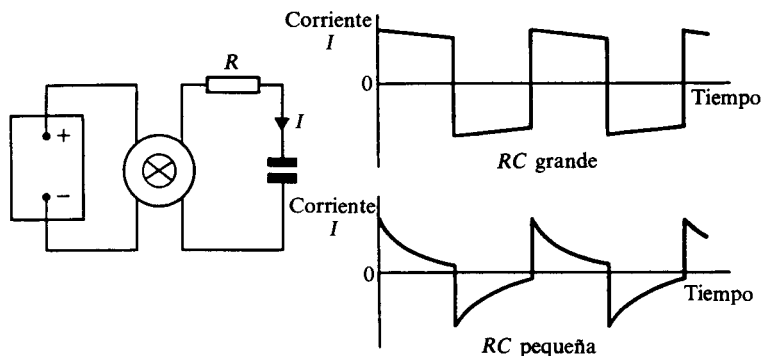 Corriente
I
0
Tiempo
RC grande
R
I
+
−
Corriente
I
0
Tiempo
RC pequeña